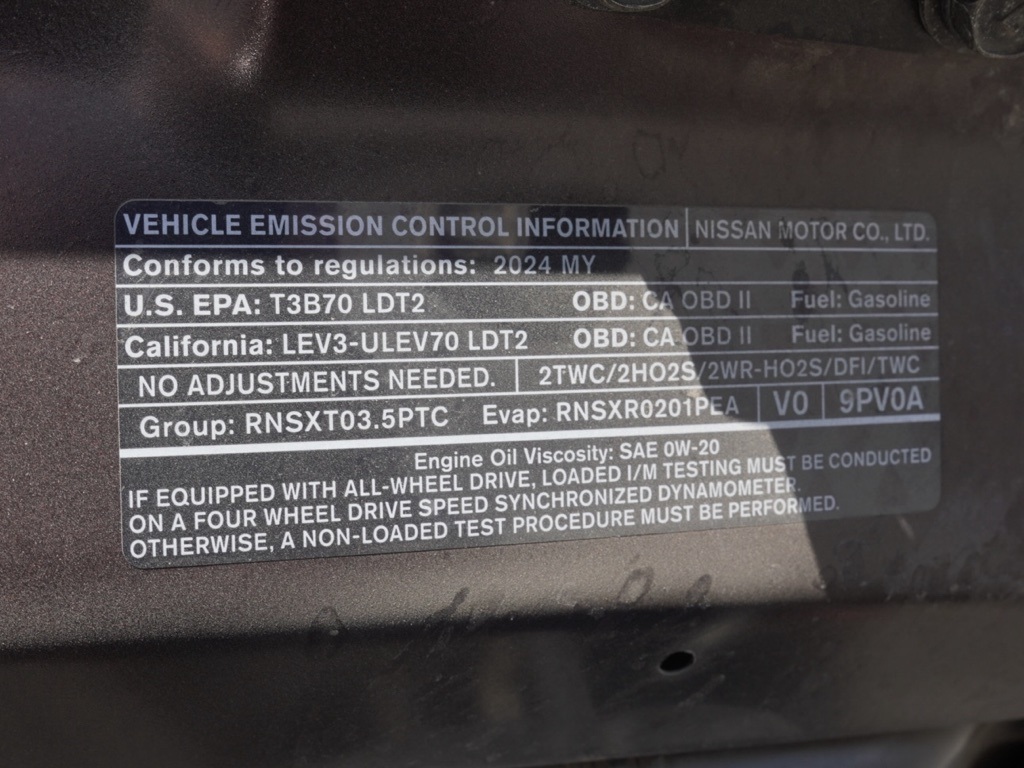 VEHICLE EMISSION CONTROL INFORMATION NISSAN MOTOR CO., LTD.
Conforms to regulations: 2024 MY
U.S. EPA: T3B70 LDT2 OBD: CA OBD II Fuel: Gasoline
California: LEV3-ULEV70 LDT2 OBD: CA OBD II Fuel: Gasoline
NO ADJUSTMENTS NEEDED. 2TWC/2HO2S/2WR-HO2S/DFI/TWC
Group: RNSXT03.5PTC Evap: RNSXR0201PEA V0 9PV0A
Engine Oil Viscosity: SAE 0W-20
IF EQUIPPED WITH ALL-WHEEL DRIVE, LOADED I/M TESTING MUST BE CONDUCTED
ON A FOUR WHEEL DRIVE SPEED SYNCHRONIZED DYNAMOMETER.
OTHERWISE, A NON-LOADED TEST PROCEDURE MUST BE PERFORMED.